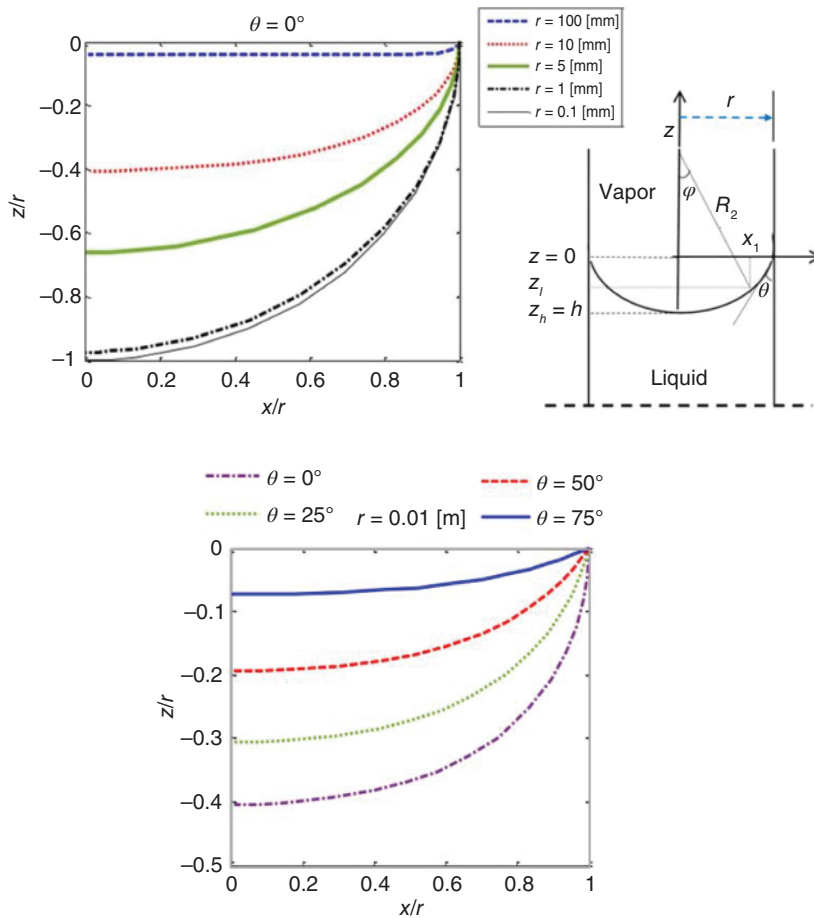 θ = 0°
r = 100 [mm]
r = 10 [mm]
r = 5 [mm]
r = 1 [mm]
r = 0.1 [mm]
0
–0.2
–0.4
–0.6
–0.8
–1
z/r
0
0.2
0.4
0.6
0.8
1
x/r
r
z
Vapor
φ
R₂
x₁
z = 0
z_l
z_h = h
θ
Liquid
θ = 0°
θ = 50°
θ = 25°
r = 0.01 [m]
θ = 75°
0
–0.1
–0.2
–0.3
–0.4
–0.5
z/r
0
0.2
0.4
0.6
0.8
1
x/r